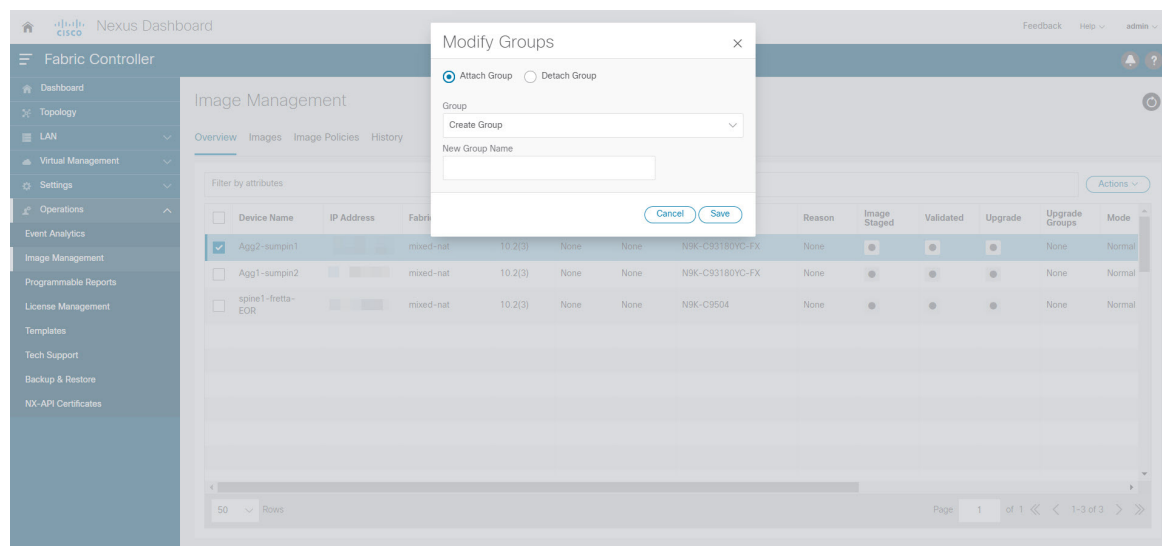 CISCO Nexus Dashboard
Feedback Help admin
Fabric Controller
?
Dashboard
Topology
LAN
Virtual Management
Settings
Operations
Event Analytics
Image Management
Programmable Reports
License Management
Templates
Tech Support
Backup & Restore
NX-API Certificates
Image Management
Overview Images Image Policies History
Filter by attributes
Actions
Modify Groups
Attach Group Detach Group
Group
Create Group
New Group Name
Cancel Save
Device Name IP Address Fabri Reason Image Staged Validated Upgrade Upgrade Groups Mode
Agg2-sumpin1 mixed-nat 10.2(3) None None N9K-C93180YC-FX None None Normal
Agg1-sumpin2 mixed-nat 10.2(3) None None N9K-C93180YC-FX None None Normal
spine1-fretta-EOR mixed-nat 10.2(3) None None N9K-C9504 None None Normal
50 Rows
Page 1 of 1 1-3 of 3